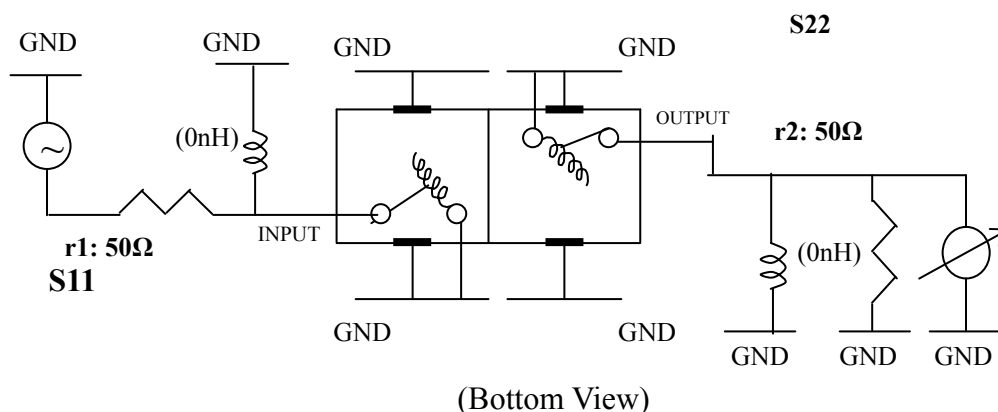 S22
GND
GND
GND
GND
(0nH)
OUTPUT
r2: 50Ω
INPUT
r1: 50Ω
S11
(0nH)
GND
GND
GND
GND
GND
(Bottom View)